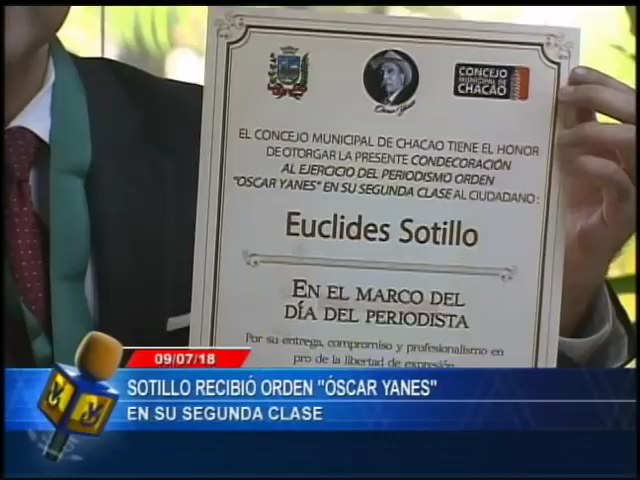 CONCEJO
MUNICIPAL DE
CHACAO
EL CONCEJO MUNICIPAL DE CHACAO TIENE EL HONOR
DE OTORGAR LA PRESENTE CONDECORACIÓN
AL EJERCICIO DEL PERIODISMO ORDEN
"OSCAR YANES" EN SU SEGUNDA CLASE AL CIUDADANO:
Euclides Sotillo
EN EL MARCO DEL
DÍA DEL PERIODISTA
Por su entrega, compromiso y profesionalismo en
pro de la libertad de expresión
09/07/18
SOTILLO RECIBIÓ ORDEN "ÓSCAR YANES"
EN SU SEGUNDA CLASE